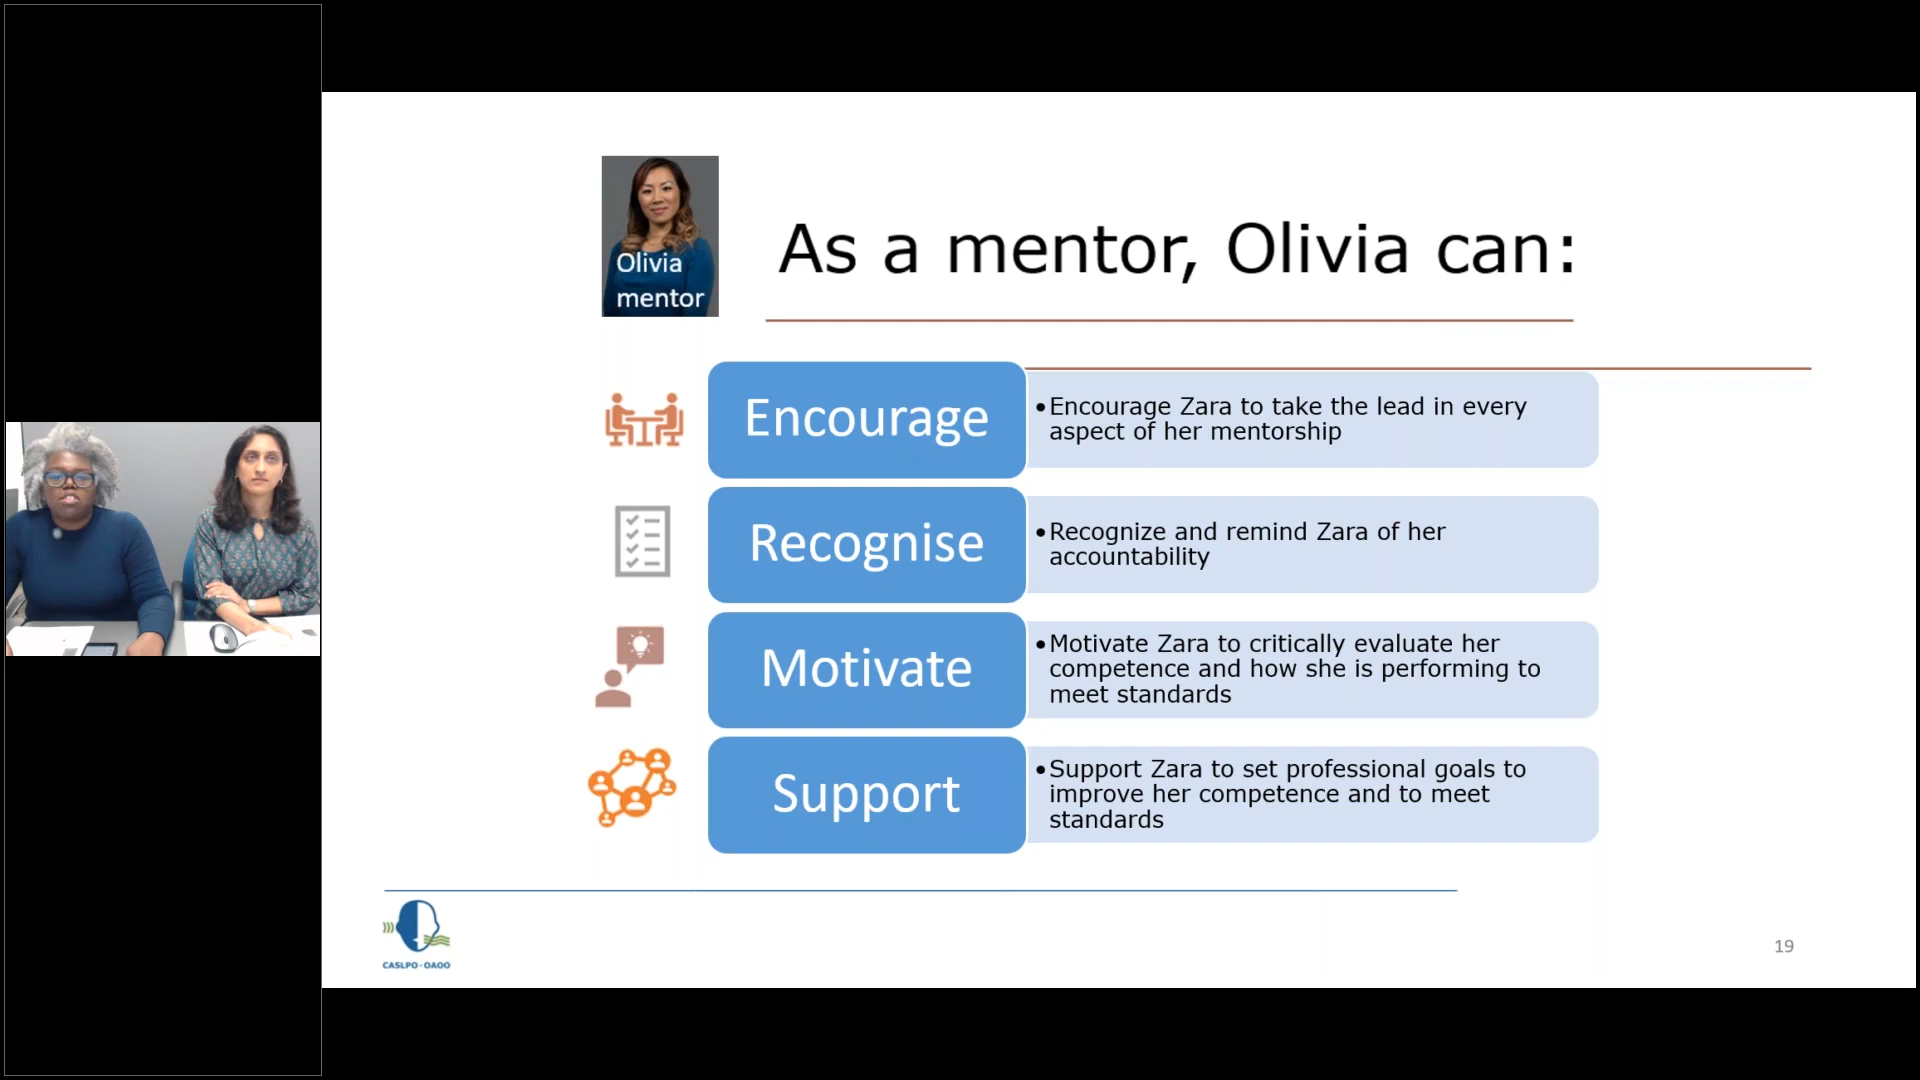 Olivia
mentor
As a mentor, Olivia can:
Encourage
•Encourage Zara to take the lead in every
aspect of her mentorship
Recognise
•Recognize and remind Zara of her
accountability
Motivate
•Motivate Zara to critically evaluate her
competence and how she is performing to
meet standards
Support
•Support Zara to set professional goals to
improve her competence and to meet
standards
CASLPO·OAOO
19